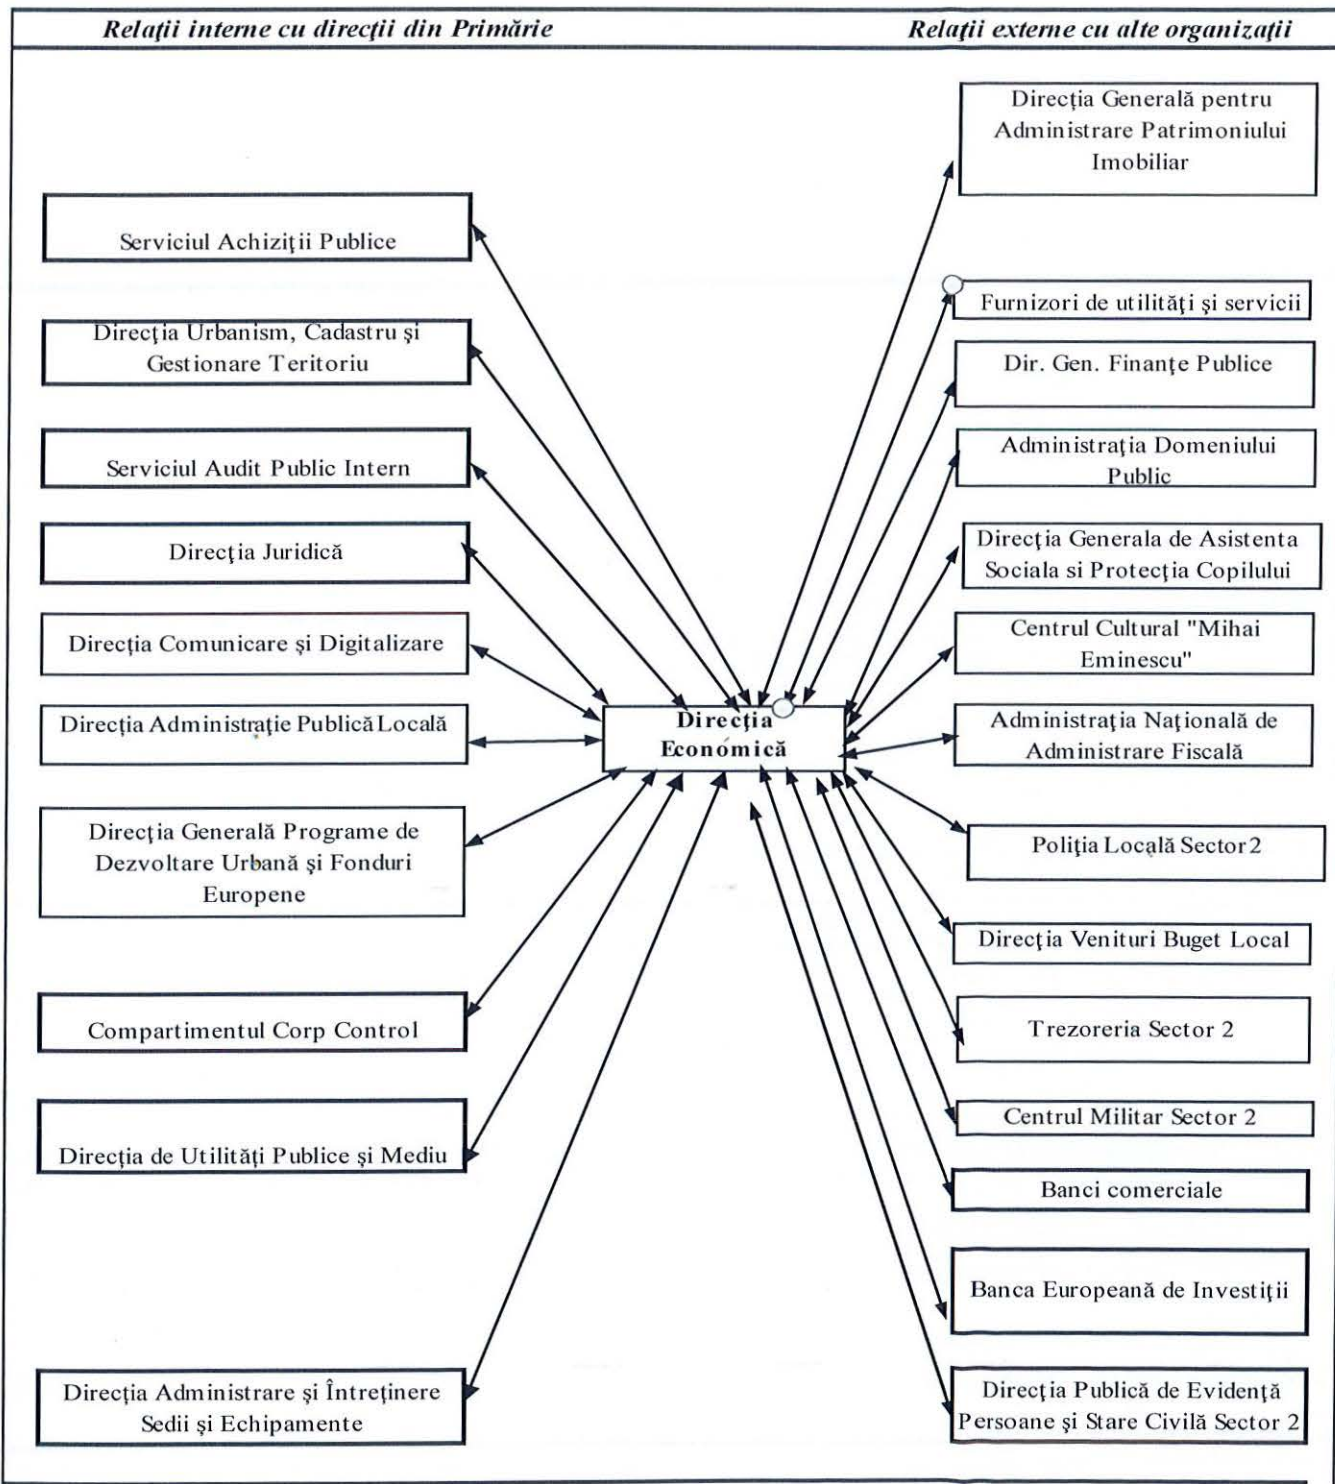 Relaţii interne cu direcţii din Primărie
Relaţii externe cu alte organizaţii
Serviciul Achiziţii Publice
Direcţia Urbanism, Cadastru şi
Gestionare Teritoriu
Serviciul Audit Public Intern
Direcţia Juridică
Direcţia Comunicare şi Digitalizare
Direcţia Administraţie Publică Locală
Direcţia Generală Programe de
Dezvoltare Urbană şi Fonduri
Europene
Compartimentul Corp Control
Direcţia de Utilităţi Publice şi Mediu
Direcţia Administrare şi Întreţinere
Sedii şi Echipamente
Direcţia
Economică
Direcţia Generală pentru
Administrare Patrimoniului
Imobiliar
Furnizori de utilităţi şi servicii
Dir. Gen. Finanţe Publice
Administraţia Domeniului
Public
Direcţia Generala de Asistenta
Sociala si Protecţia Copilului
Centrul Cultural "Mihai
Eminescu"
Administraţia Naţională de
Administrare Fiscală
Poliţia Locală Sector 2
Direcţia Venituri Buget Local
Trezoreria Sector 2
Centrul Militar Sector 2
Banci comerciale
Banca Europeană de Investiţii
Direcţia Publică de Evidenţă
Persoane şi Stare Civilă Sector 2